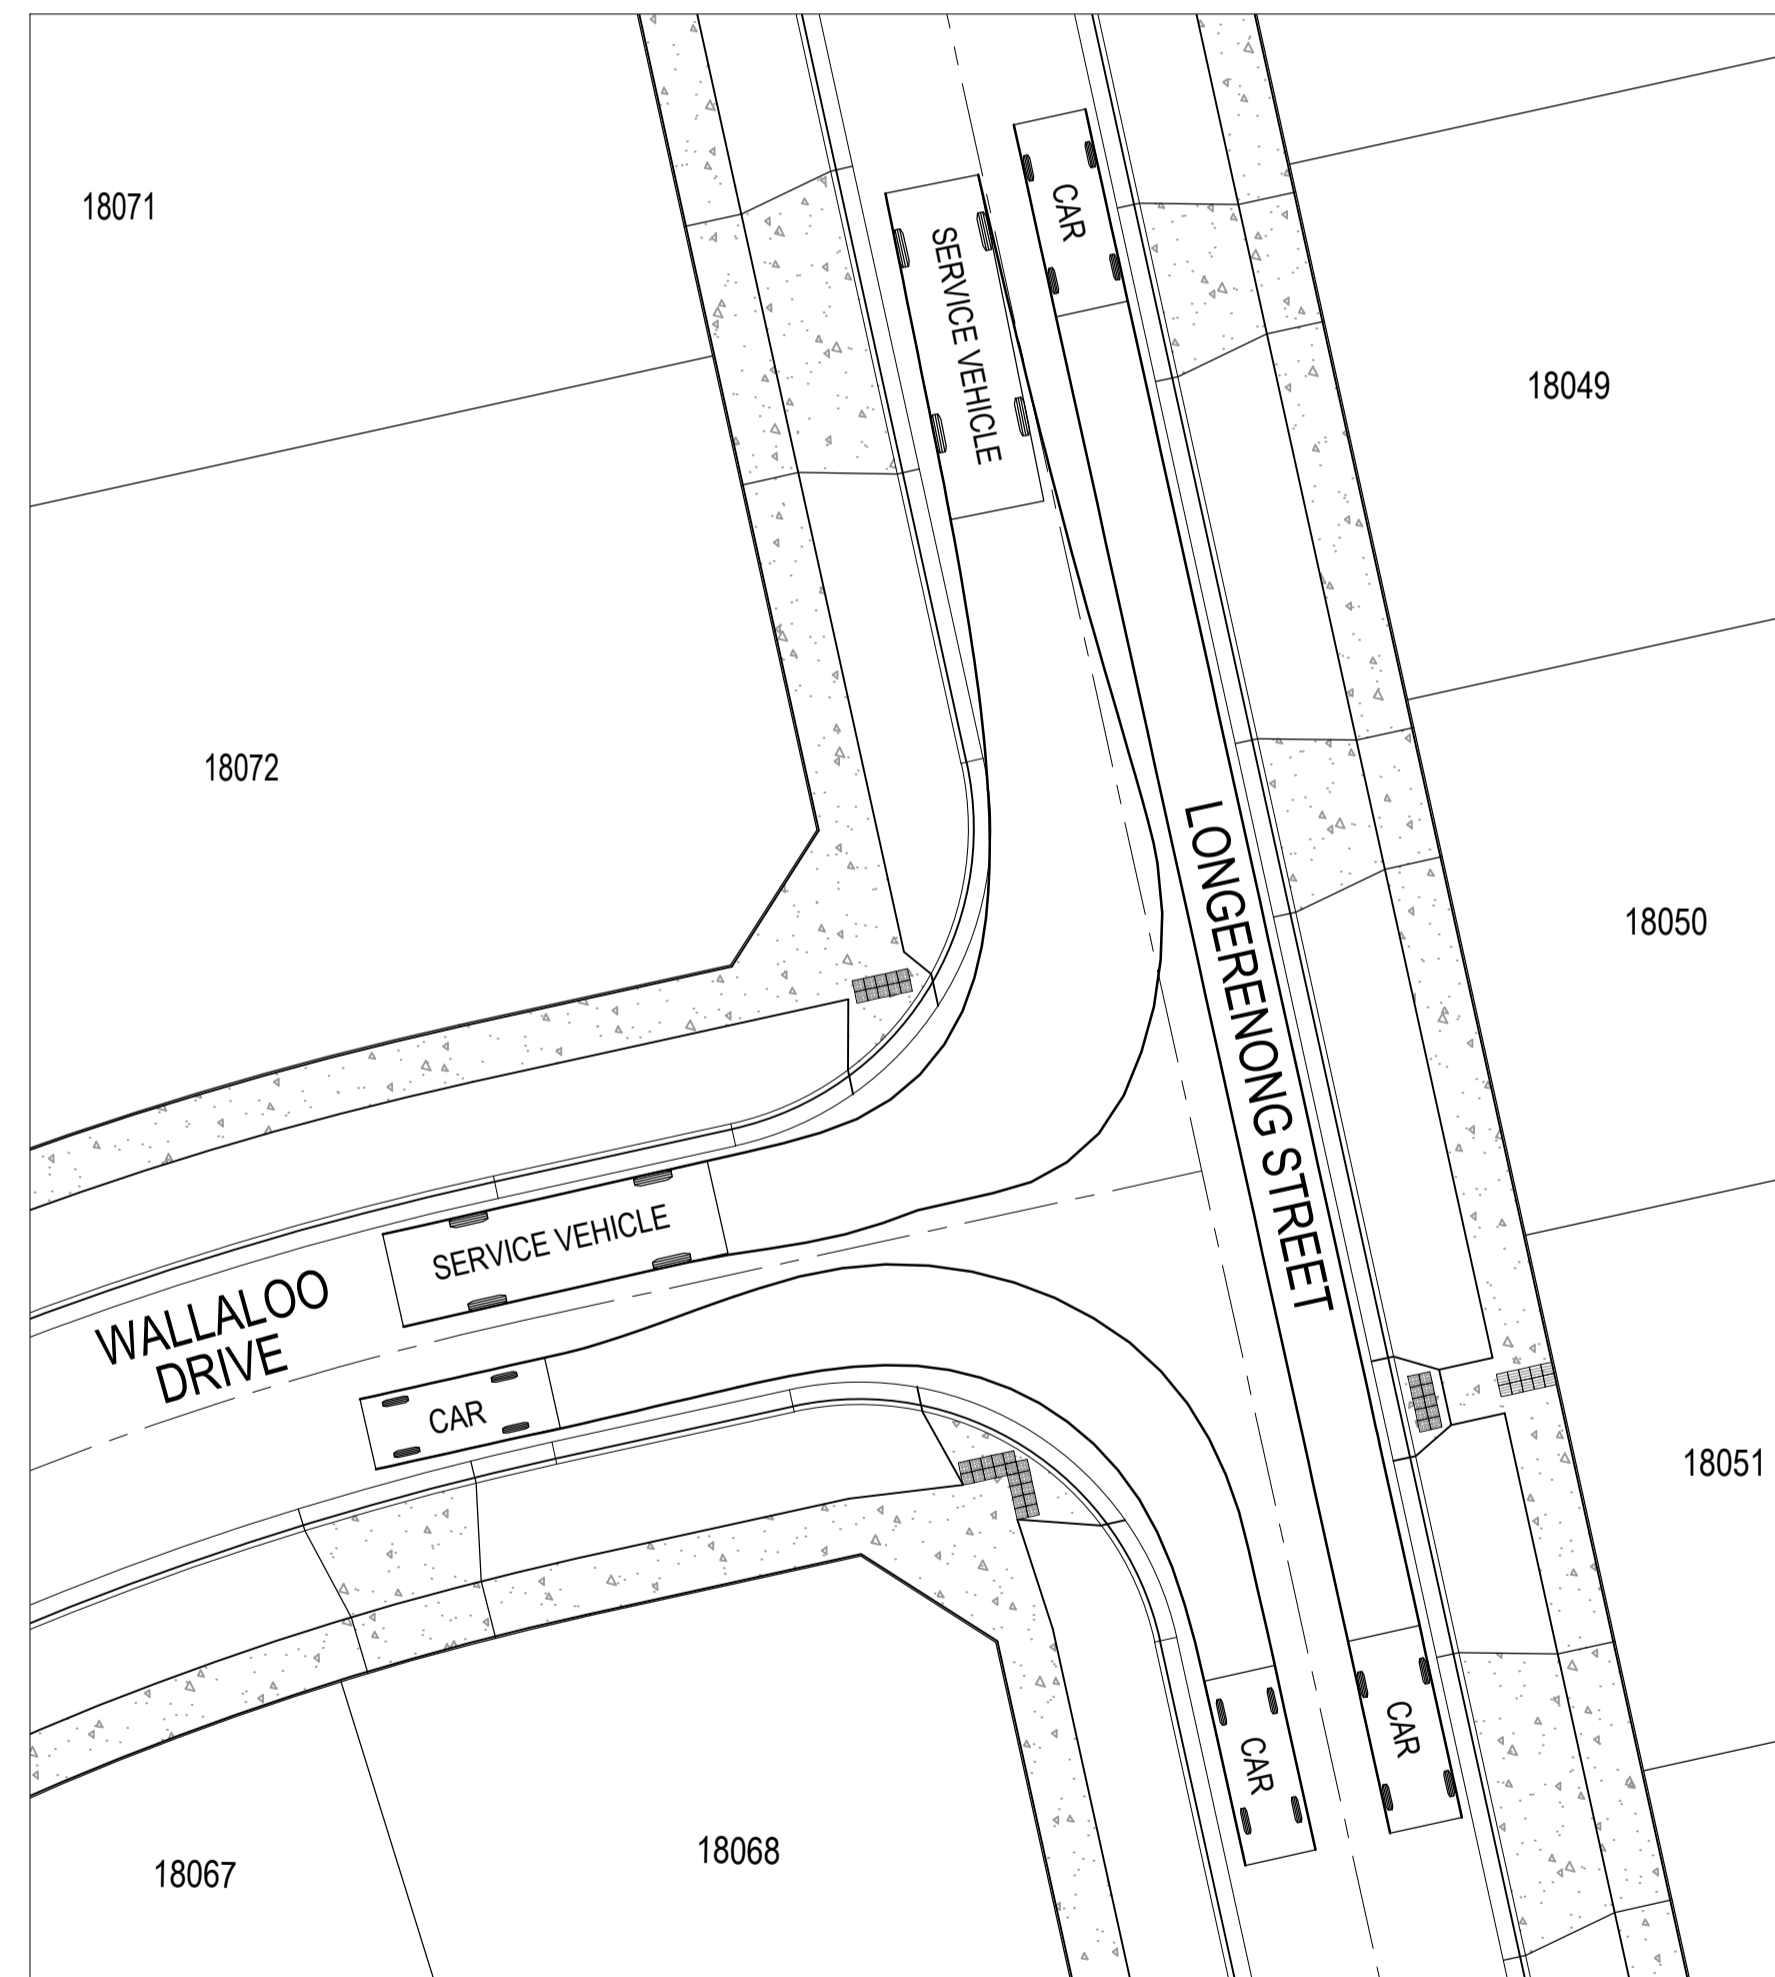 18071
CAR
SERVICE VEHICLE
18049
18072
LONGERENONG STREET
18050
SERVICE VEHICLE
WALLALOO
DRIVE
CAR
18051
CAR
CAR
18067
18068